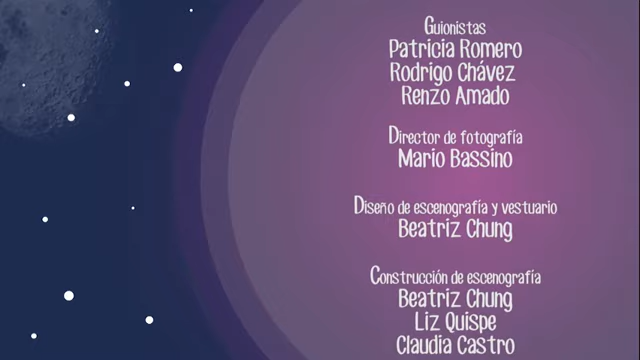 Guionistas
Patricia Romero
Rodrigo Chávez
Renzo Amado
Director de fotografía
Mario Bassino
Diseño de escenografía y vestuario
Beatriz Chung
Construcción de escenografía
Beatriz Chung
Liz Quispe
Claudia Castro